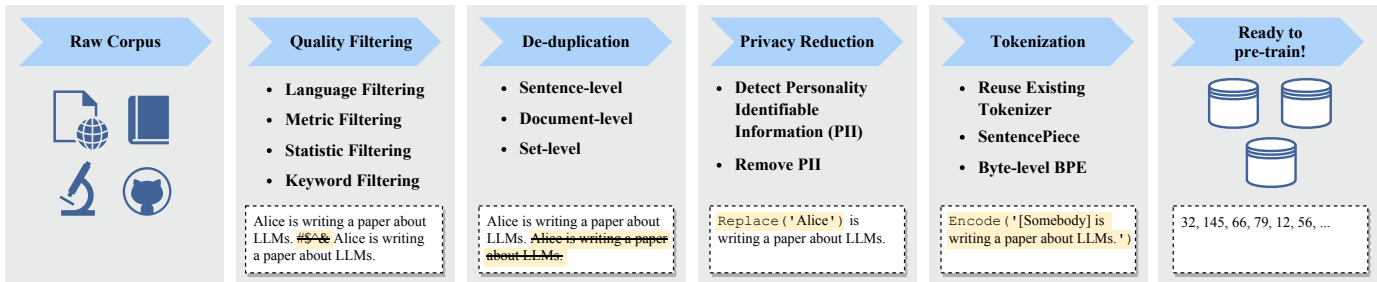 Raw Corpus
Quality Filtering
• Language Filtering
• Metric Filtering
• Statistic Filtering
• Keyword Filtering
Alice is writing a paper about
LLMs. #$^& Alice is writing
a paper about LLMs.
De-duplication
• Sentence-level
• Document-level
• Set-level
Alice is writing a paper about
LLMs. Alice is writing a paper
about LLMs.
Privacy Reduction
• Detect Personality
Identifiable
Information (PII)
• Remove PII
Replace('Alice') is
writing a paper about LLMs.
Tokenization
• Reuse Existing
Tokenizer
• SentencePiece
• Byte-level BPE
Encode('[Somebody] is
writing a paper about LLMs.')
Ready to
pre-train!
32, 145, 66, 79, 12, 56, ...